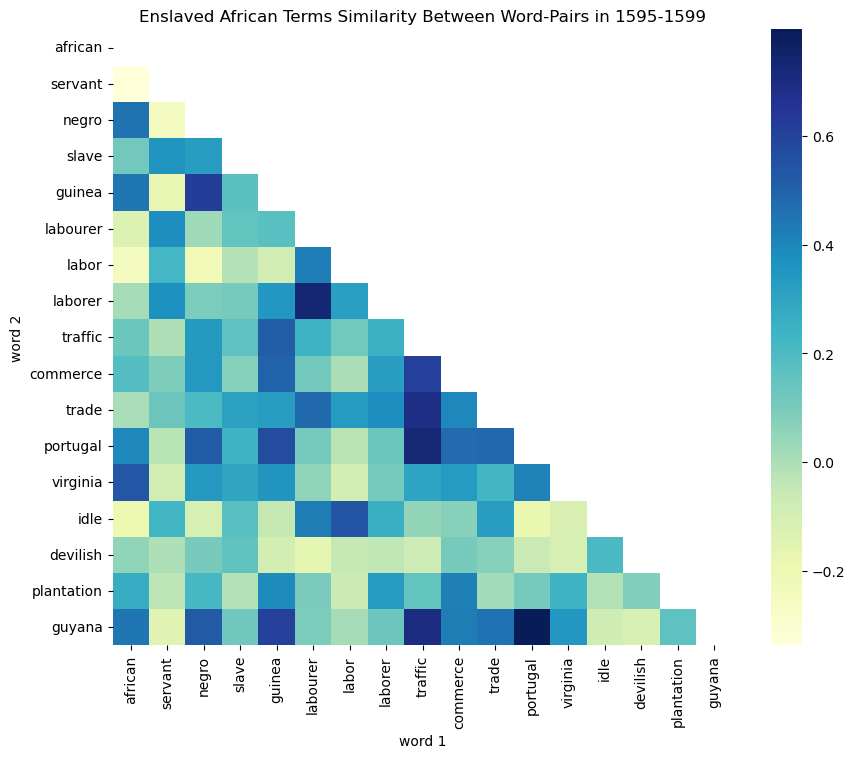 Enslaved African Terms Similarity Between Word-Pairs in 1595-1599
african
servant
negro
slave
guinea
labourer
labor
laborer
traffic
commerce
trade
portugal
virginia
idle
devilish
plantation
guyana
word 2
african
servant
negro
slave
guinea
labourer
labor
laborer
traffic
commerce
trade
portugal
virginia
idle
devilish
plantation
guyana
word 1
0.6
0.4
0.2
0.0
−0.2